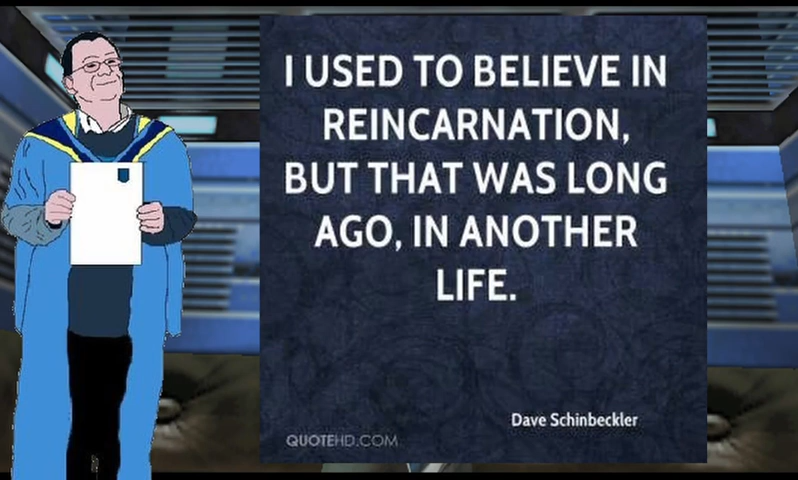 I USED TO BELIEVE IN
REINCARNATION,
BUT THAT WAS LONG
AGO, IN ANOTHER
LIFE.
Dave Schinbeckler
QUOTEHD.COM